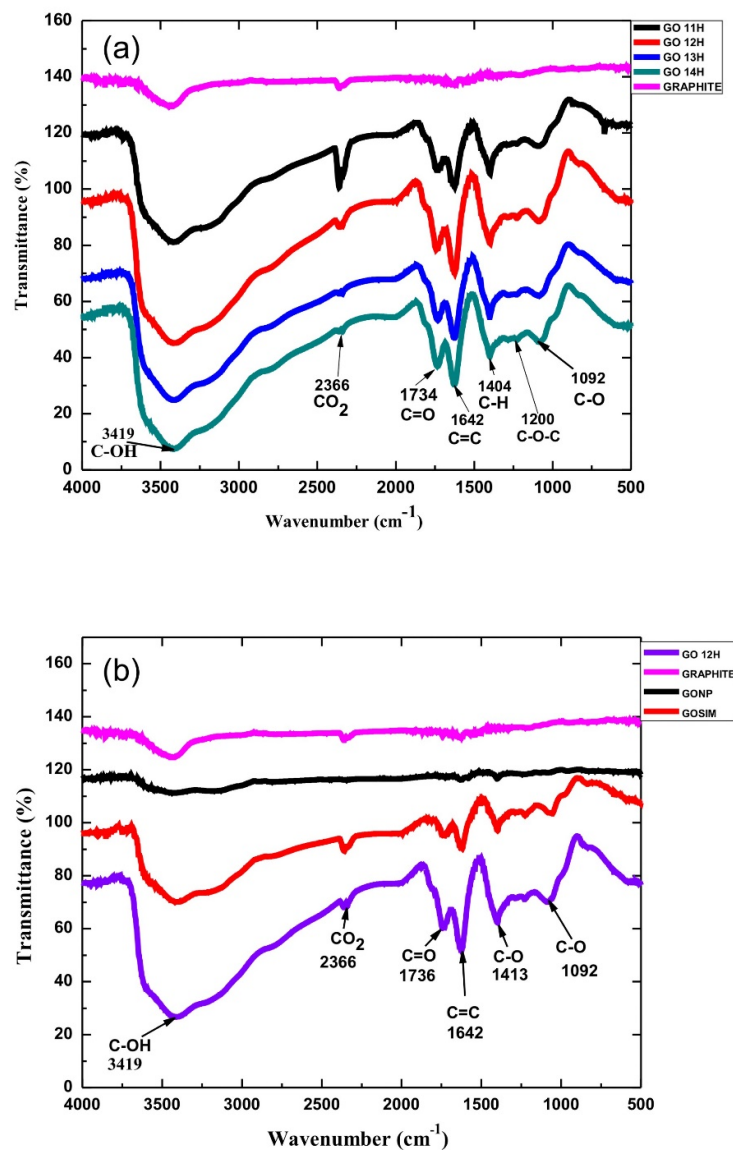 (a)
GO 11H
GO 12H
GO 13H
GO 14H
GRAPHITE
160
140
120
100
80
60
40
20
0
Transmittance (%)
3419
C-OH
2366
CO2
1734
C=O
1642
C=C
1404
C-H
1200
C-O-C
1092
C-O
4000 3500 3000 2500 2000 1500 1000 500
Wavenumber (cm-1)
(b)
GO 12H
GRAPHITE
GONP
GOSIM
160
140
120
100
80
60
40
20
0
Transmittance (%)
C-OH
3419
CO2
2366
C=O
1736
C=C
1642
C-O
1413
C-O
1092
4000 3500 3000 2500 2000 1500 1000 500
Wavenumber (cm-1)